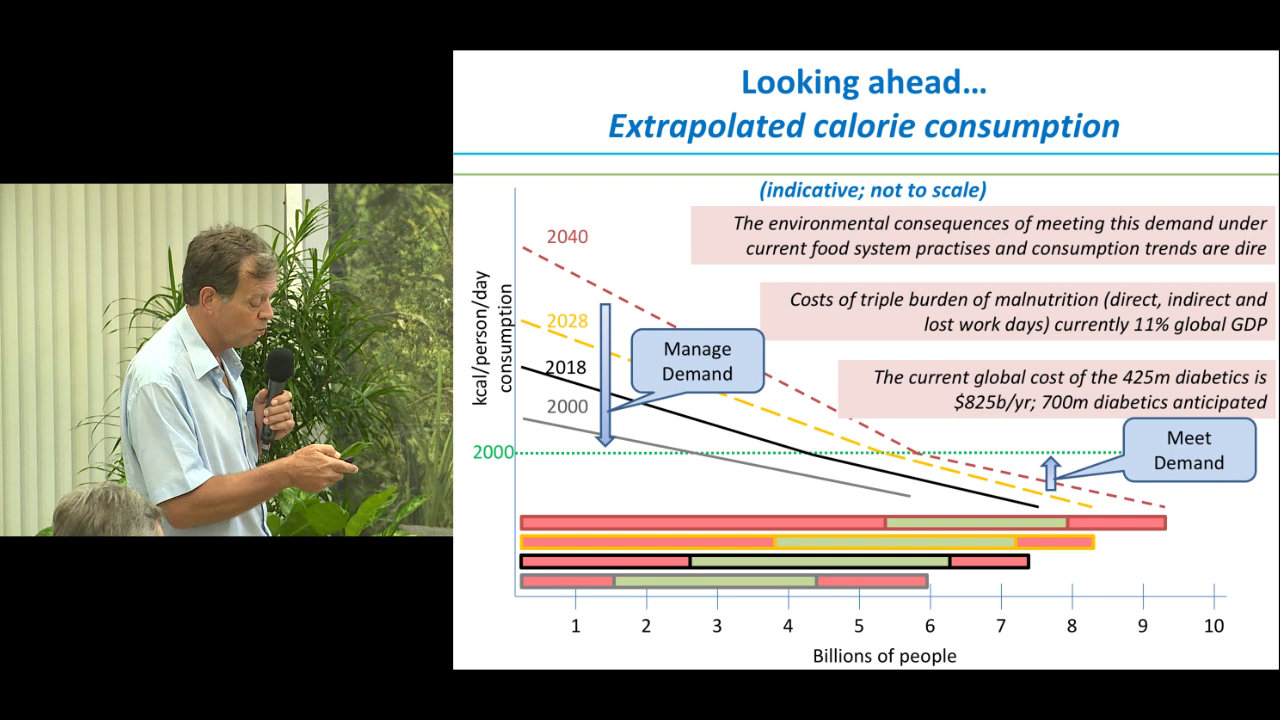 Looking ahead...
Extrapolated calorie consumption
(indicative; not to scale)
The environmental consequences of meeting this demand under
current food system practises and consumption trends are dire
Costs of triple burden of malnutrition (direct, indirect and
lost work days) currently 11% global GDP
The current global cost of the 425m diabetics is
$825b/yr; 700m diabetics anticipated
kcal/person/day
consumption
2040
2028
2018
2000
2000
Manage
Demand
Meet
Demand
1 2 3 4 5 6 7 8 9 10
Billions of people